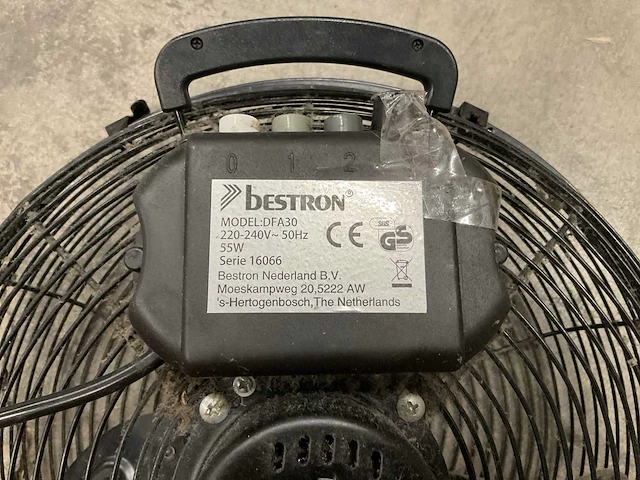 0 1 2
BESTRON®
MODEL:DFA30
220-240V~ 50Hz
55W
Serie 16066
CE
SGS
GS
Bestron Nederland B.V.
Moeskampweg 20,5222 AW
's-Hertogenbosch,The Netherlands